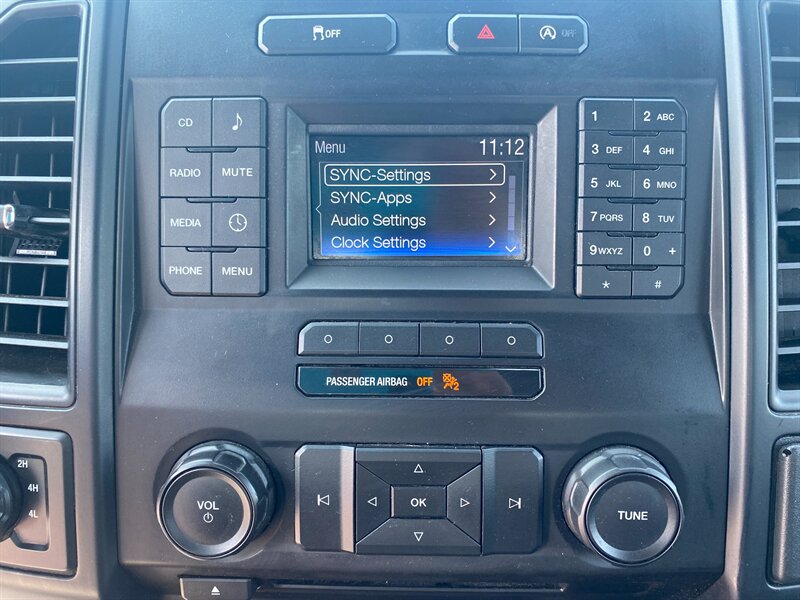 OFF
A OFF
CD
RADIO MUTE
MEDIA
PHONE MENU
Menu 11:12
SYNC-Settings >
SYNC-Apps >
Audio Settings >
Clock Settings >
1 2 ABC
3 DEF 4 GHI
5 JKL 6 MNO
7 PQRS 8 TUV
9 WXYZ 0 +
* #
PASSENGER AIRBAG OFF 2
2H
4H
4L
VOL
OK
TUNE